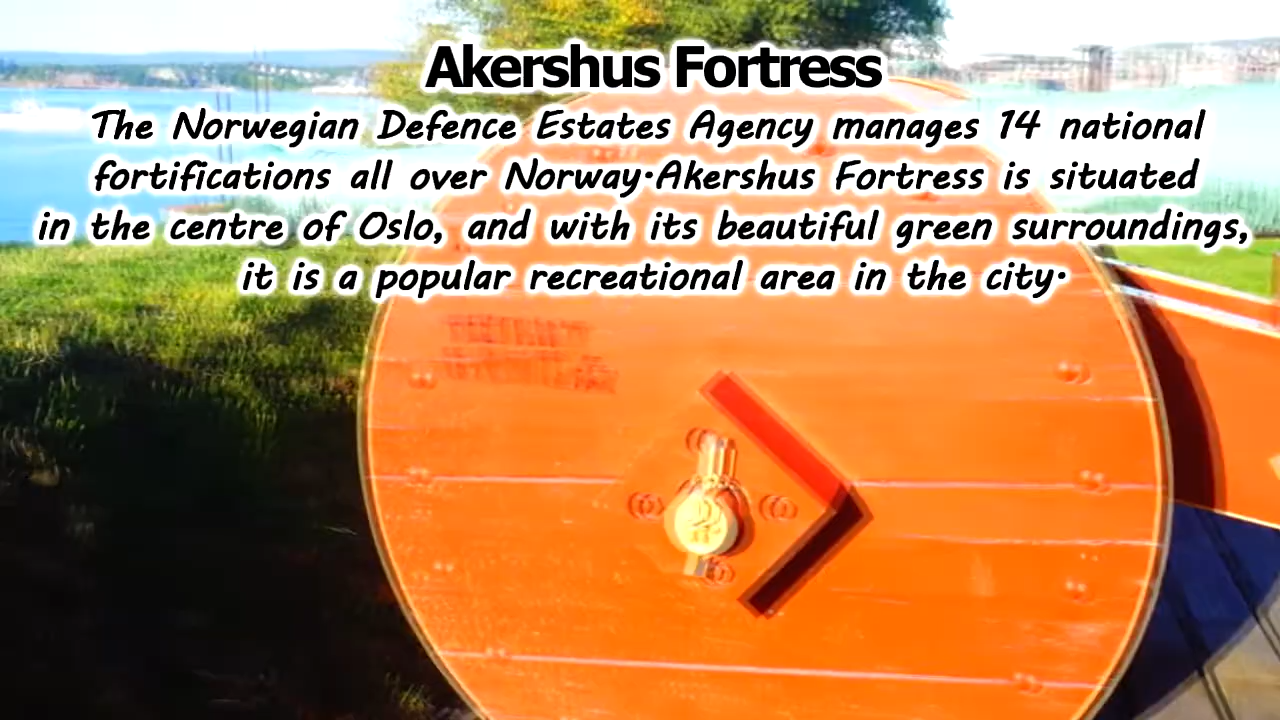 Akershus Fortress
The Norwegian Defence Estates Agency manages 14 national
fortifications all over Norway.Akershus Fortress is situated
in the centre of Oslo, and with its beautiful green surroundings,
it is a popular recreational area in the city.